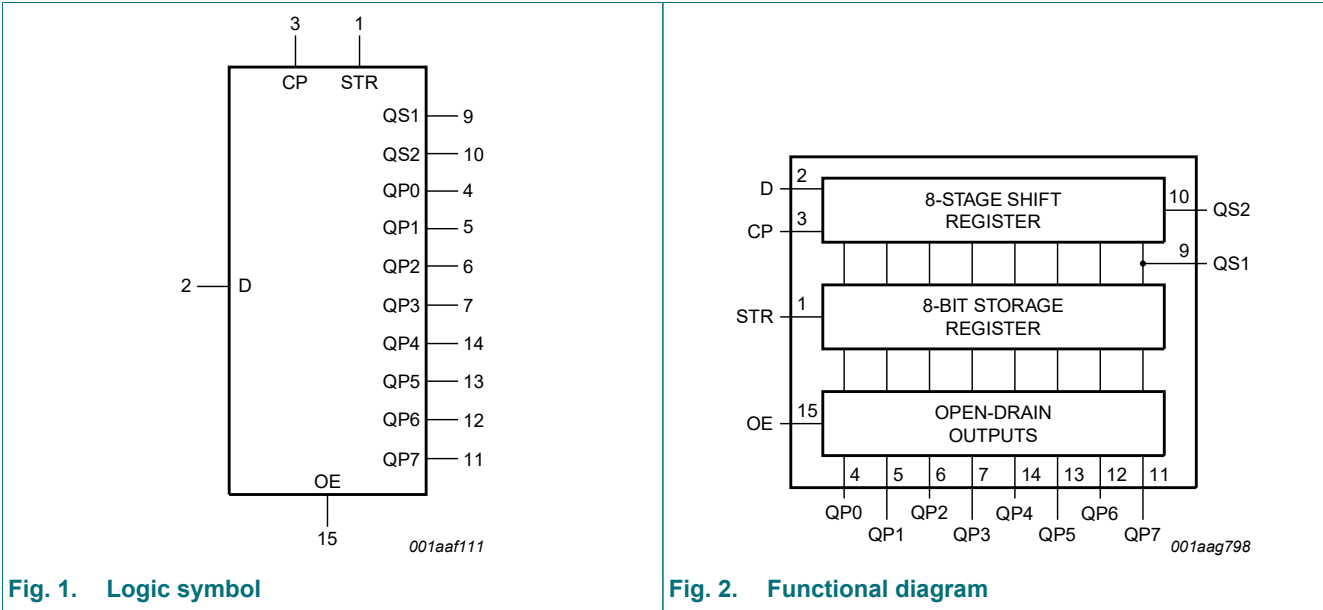 3 1
CP STR
QS1 9
QS2 10
QP0 4
QP1 5
QP2 6
QP3 7
2 D
QP4 14
QP5 13
QP6 12
QP7 11
OE
15
001aaf111
Fig. 1. Logic symbol
D 2
8-STAGE SHIFT
REGISTER
10 QS2
CP 3
9 QS1
STR 1
8-BIT STORAGE
REGISTER
OE 15
OPEN-DRAIN
OUTPUTS
4 5 6 7 14 13 12 11
QP0 QP2 QP4 QP6
QP1 QP3 QP5 QP7
001aag798
Fig. 2. Functional diagram